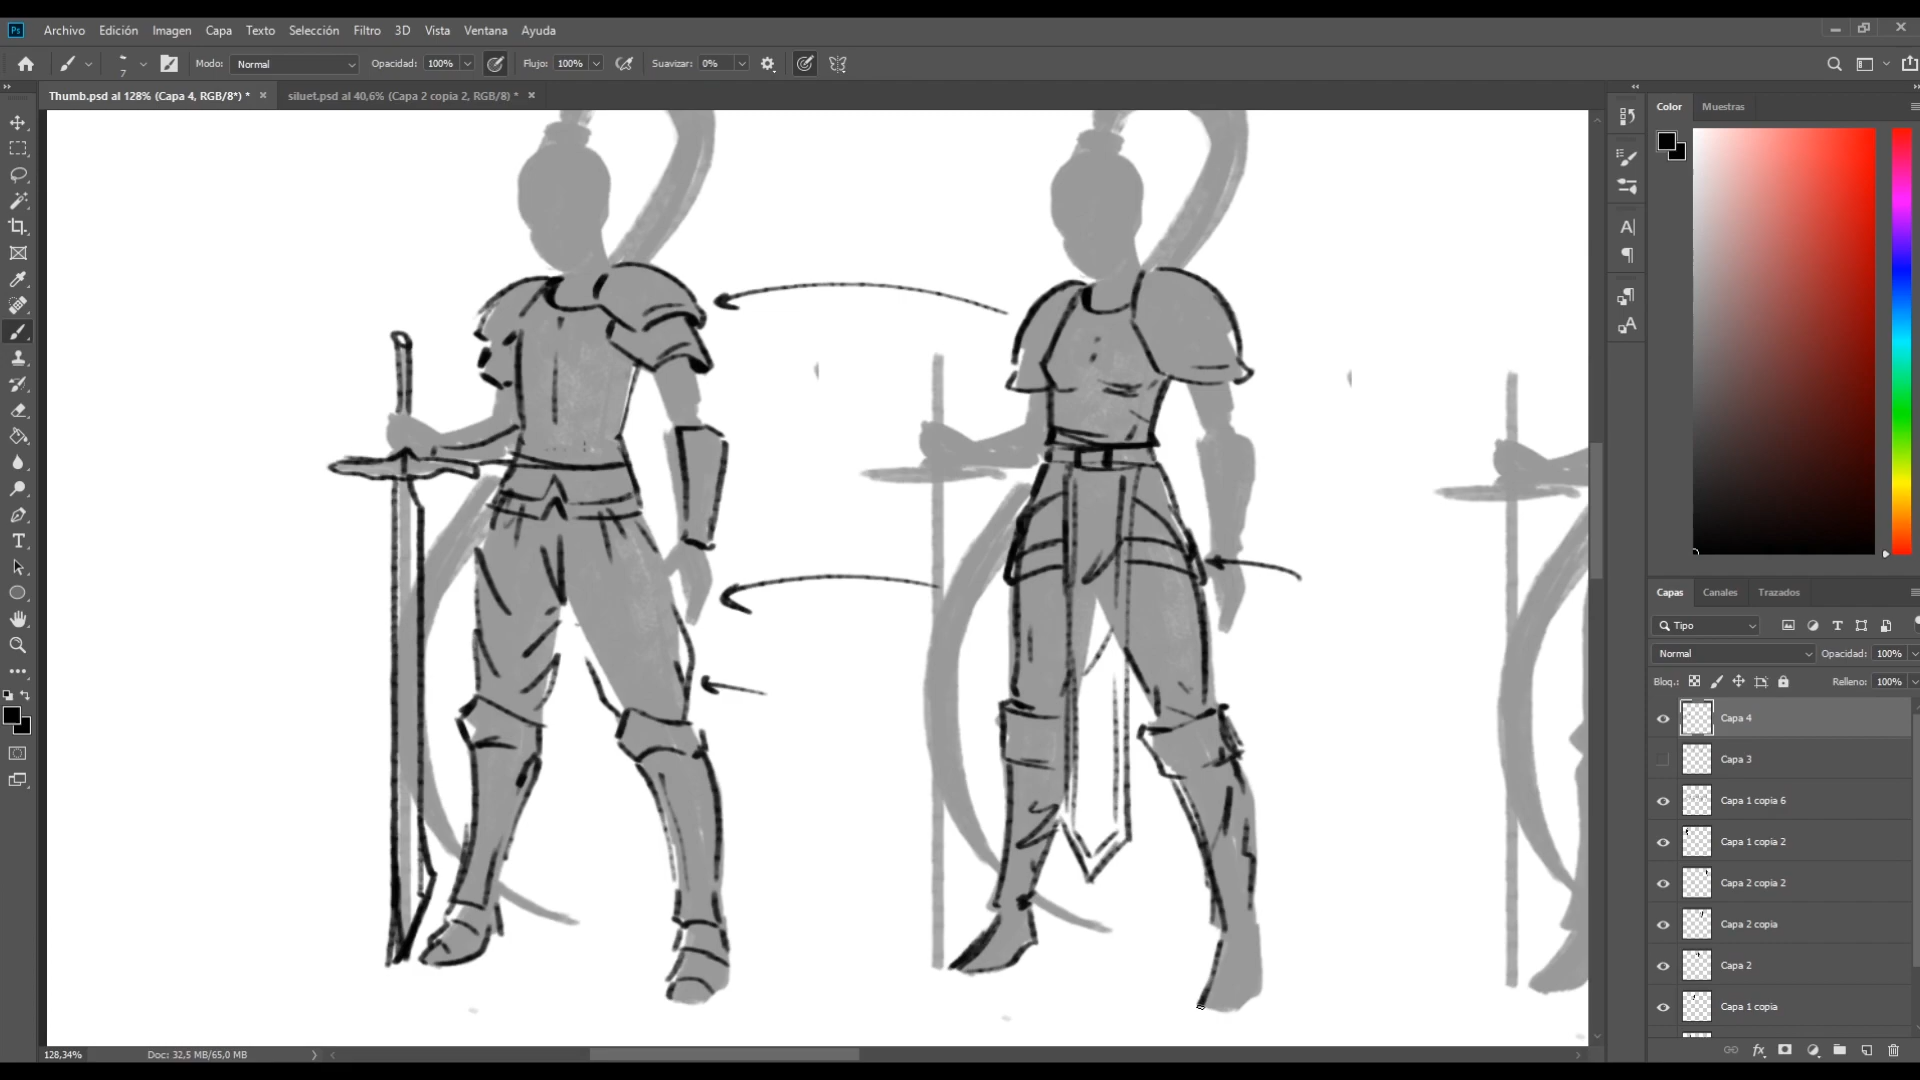 Ps Archivo Edición Imagen Capa Texto Selección Filtro 3D Vista Ventana Ayuda
7 Modo: Normal Opacidad: 100% Flujo: 100% Suavizar: 0%
Thumb.psd al 128% (Capa 4, RGB/8*) * × siluet.psd al 40,6% (Capa 2 copia 2, RGB/8) * ×
Color Muestras
Capas Canales Trazados
Tipo
Normal Opacidad: 100%
Bloq.: Relleno: 100%
Capa 4
Capa 3
Capa 1 copia 6
Capa 1 copia 2
Capa 2 copia 2
Capa 2 copia
Capa 2
Capa 1 copia
128,34% Doc: 32,5 MB/65,0 MB